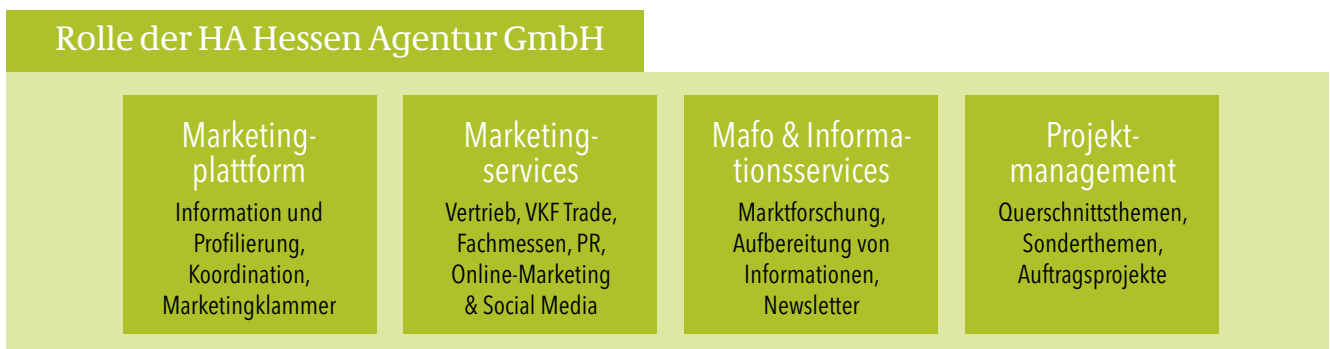 Rolle der HA Hessen Agentur GmbH
Marketing-
plattform
Information und
Profilierung,
Koordination,
Marketingklammer
Marketing-
services
Vertrieb, VKF Trade,
Fachmessen, PR,
Online-Marketing
& Social Media
Mafo & Informa-
tionsservices
Marktforschung,
Aufbereitung von
Informationen,
Newsletter
Projekt-
management
Querschnittsthemen,
Sonderthemen,
Auftragsprojekte